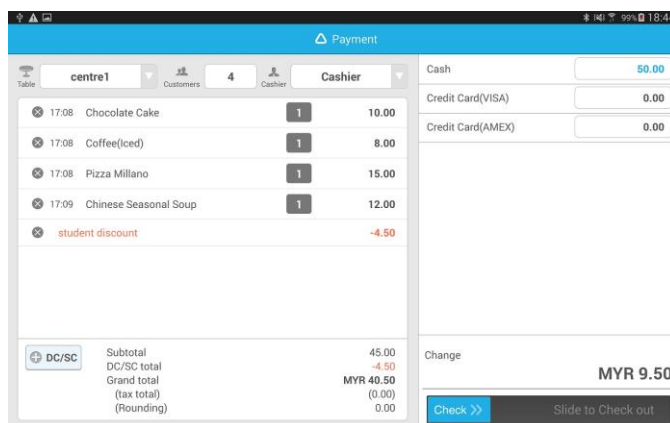 99% 18:4
Payment
Table centre1 Customers 4 Cashier Cashier
17:08 Chocolate Cake 1 10.00
17:08 Coffee(Iced) 1 8.00
17:08 Pizza Millano 1 15.00
17:09 Chinese Seasonal Soup 1 12.00
student discount -4.50
DC/SC
Subtotal 45.00
DC/SC total -4.50
Grand total MYR 40.50
(tax total) (0.00)
(Rounding) 0.00
Cash 50.00
Credit Card(VISA) 0.00
Credit Card(AMEX) 0.00
Change
MYR 9.50
Check >> Slide to Check out